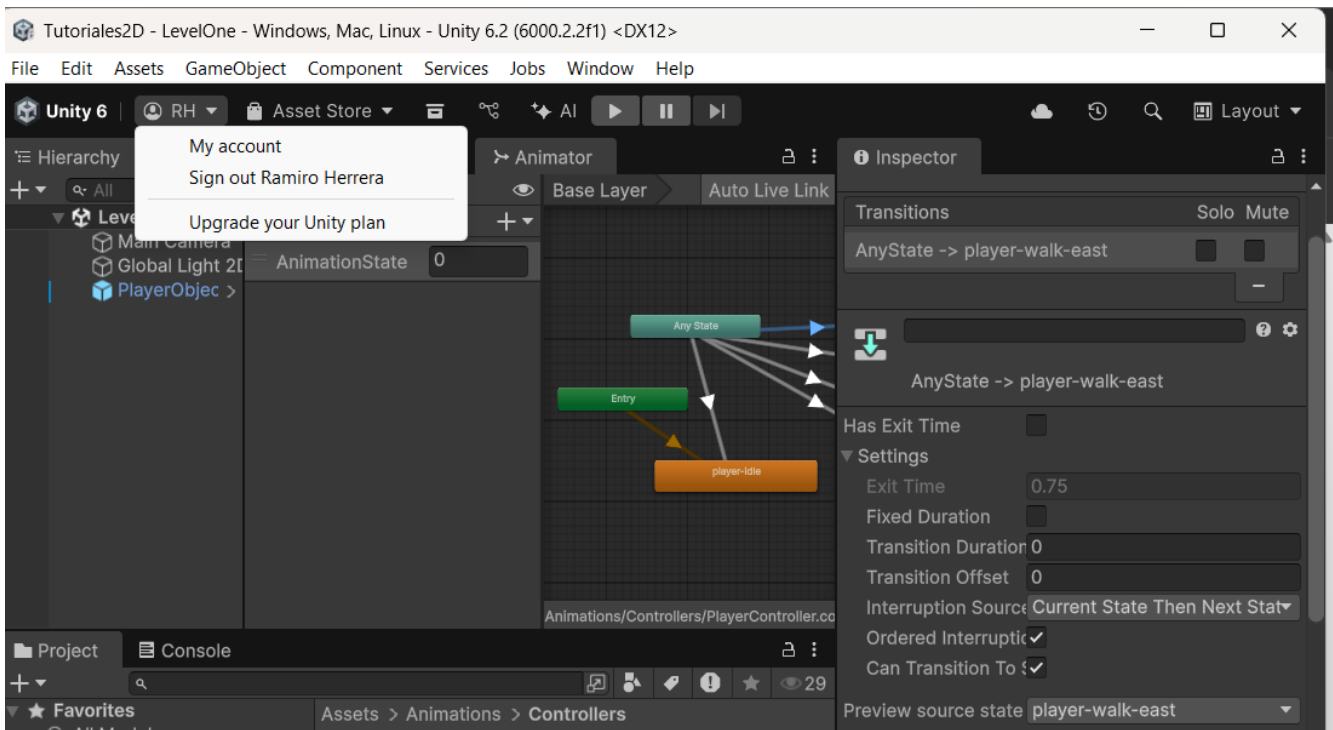 Tutoriales2D - LevelOne - Windows, Mac, Linux - Unity 6.2 (6000.2.2f1) <DX12>
File Edit Assets GameObject Component Services Jobs Window Help
Unity 6 RH Asset Store AI Layout
My account
Sign out Ramiro Herrera
Upgrade your Unity plan
Hierarchy
All
Leve
Main Camera
Global Light 2D
PlayerObjec
AnimationState 0
Animator
Base Layer Auto Live Link
Any State
Entry
player-Idle
Animations/Controllers/PlayerController.co
Inspector
Transitions Solo Mute
AnyState -> player-walk-east
AnyState -> player-walk-east
Has Exit Time
Settings
Exit Time 0.75
Fixed Duration
Transition Duration 0
Transition Offset 0
Interruption Source Current State Then Next Stat
Ordered Interruptic
Can Transition To S
Preview source state player-walk-east
Project Console
29
Favorites
Assets > Animations > Controllers